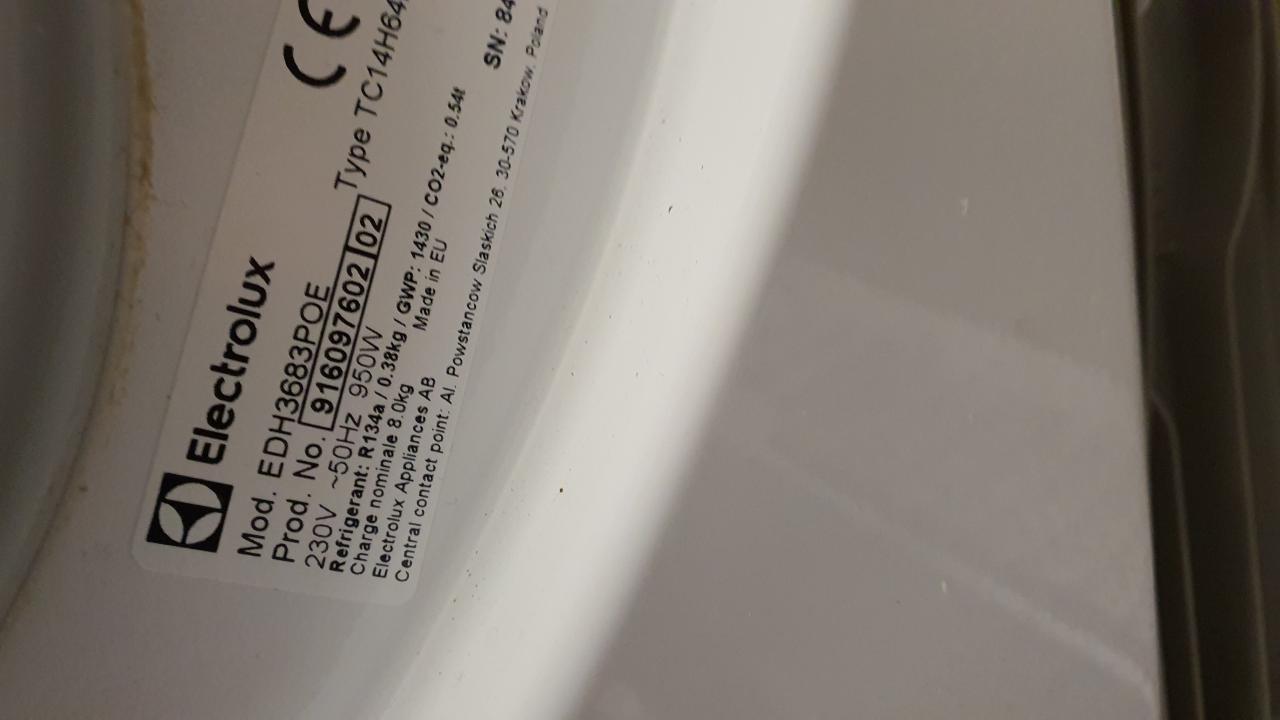 Electrolux
CE
Mod. EDH3683POE
Prod. No. 916097602 02 Type TC14H64
230V ~50Hz 950W
Refrigerant: R134a / 0.38kg / GWP: 1430 / CO2-eq.: 0.54t
Charge nominale 8.0kg Made in EU SN: 84
Electrolux Appliances AB
Central contact point: Al. Powstancow Slaskich 26, 30-570 Krakow, Poland